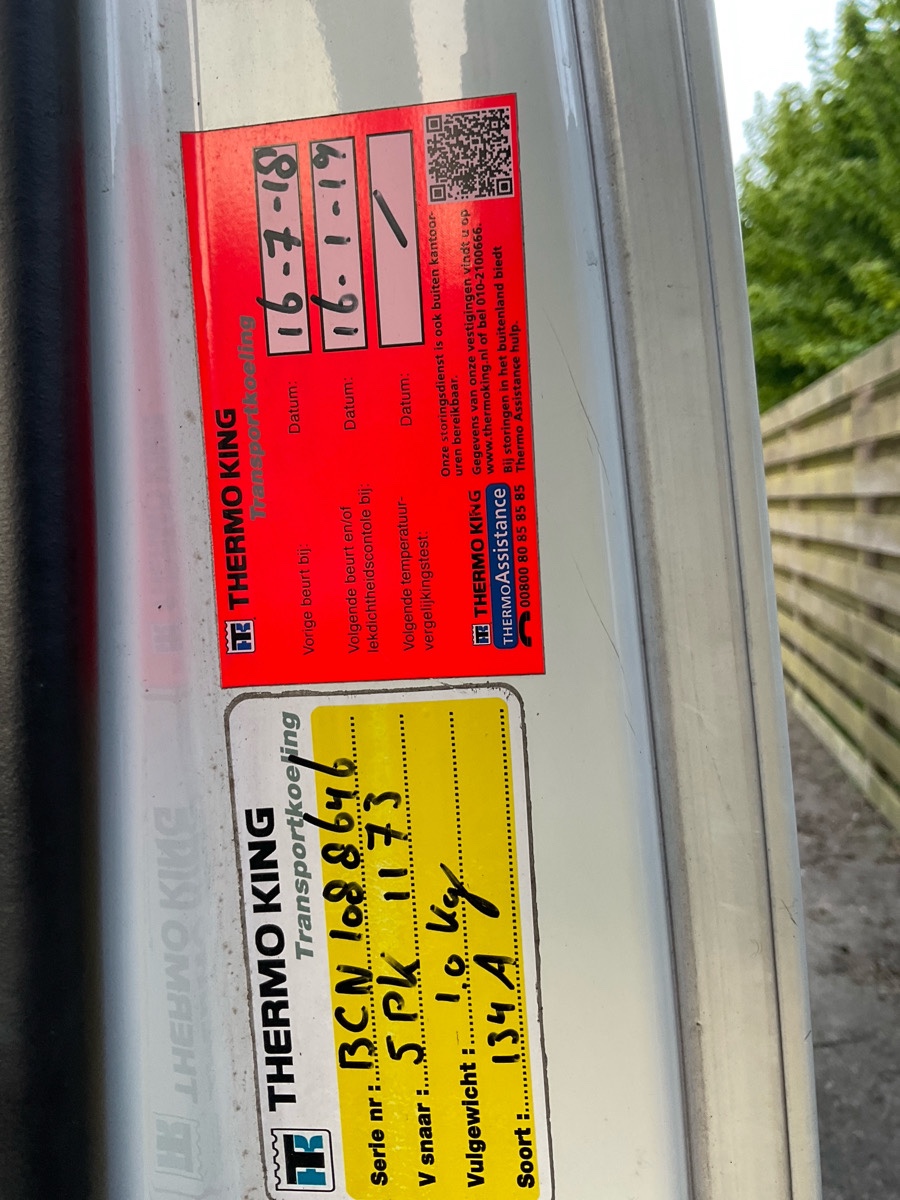 THERMO KING
Transportkoeling
Serie nr : BCN 1088646
V snaar : 5 PK 1173
Vulgewicht : 1.0 kg
Soort : 134 A
THERMO KING
Transportkoeling
Vorige beurt bij: Datum: 16-7-18
Volgende beurt en/of
lekdichtheidscontole bij: Datum: 16-1-19
Volgende temperatuur-
vergelijkingstest: Datum: /
Onze storingsdienst is ook buiten kantoor-
uren bereikbaar.
THERMO KING
Gegevens van onze vestigingen vindt u op
www.thermoking.nl of bel 010-2100666.
THERMOAssistance
00800 80 85 85 85
Bij storingen in het buitenland biedt
Thermo Assistance hulp.